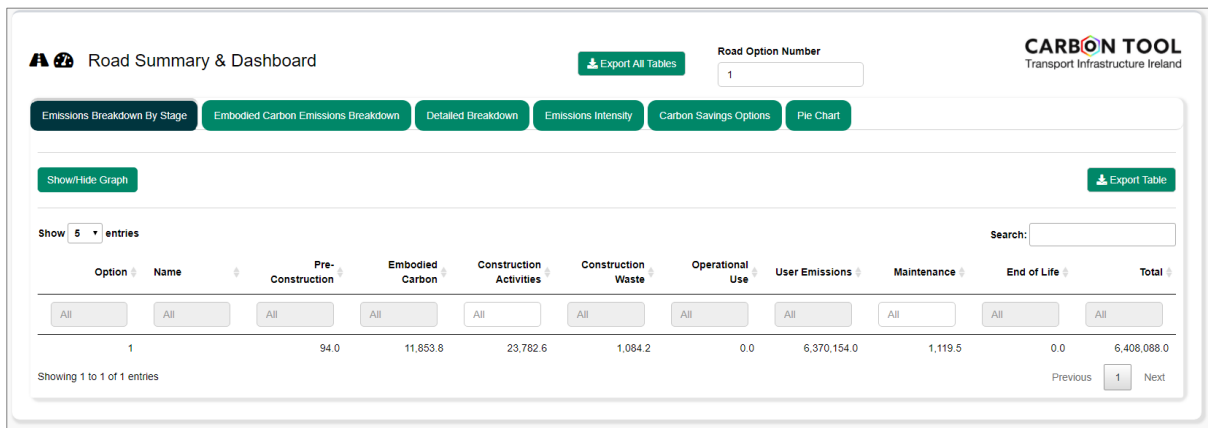 Road Summary & Dashboard
Export All Tables
Road Option Number
1
CARBON TOOL
Transport Infrastructure Ireland
Emissions Breakdown By Stage Embodied Carbon Emissions Breakdown Detailed Breakdown Emissions Intensity Carbon Savings Options Pie Chart
Show/Hide Graph
Export Table
Show 5 entries
Search:
Option Name Pre-Construction Embodied Carbon Construction Activities Construction Waste Operational Use User Emissions Maintenance End of Life Total
All All All All All All All All All All All
1 94.0 11,853.8 23,782.6 1,084.2 0.0 6,370,154.0 1,119.5 0.0 6,408,088.0
Showing 1 to 1 of 1 entries
Previous 1 Next